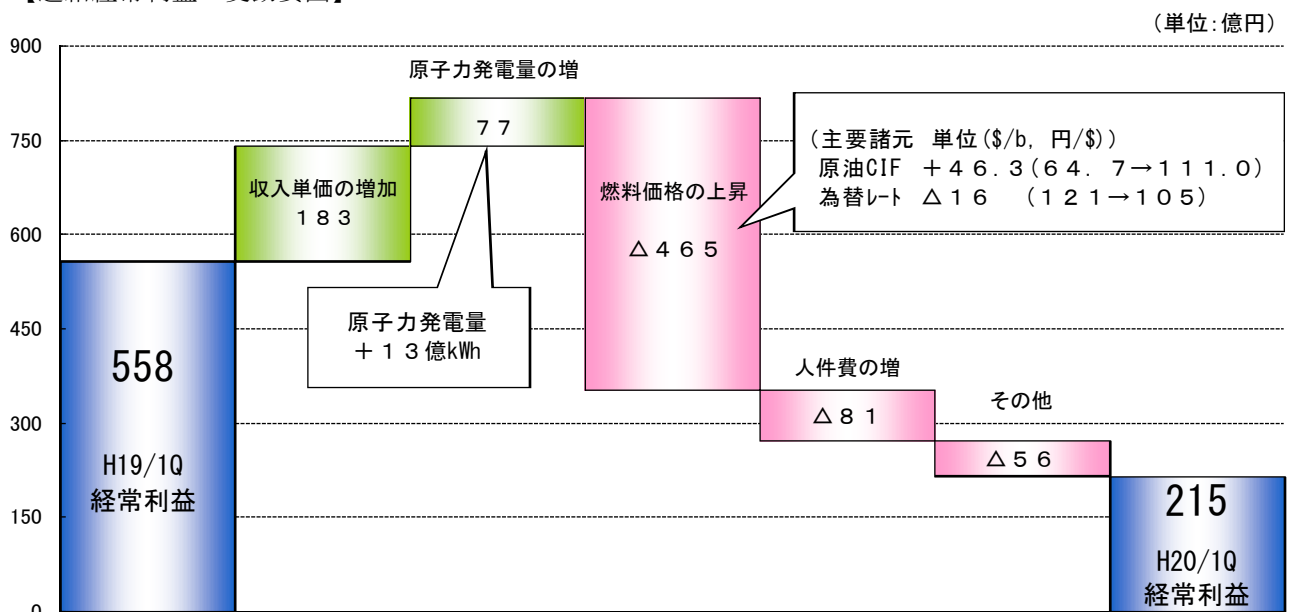 (単位:億円)
900
750
600
450
300
150
0
原子力発電量の増
77
収入単価の増加
183
燃料価格の上昇
△465
(主要諸元 単位($/b, 円/$))
原油CIF +46.3(64.7→111.0)
為替レート △16 (121→105)
原子力発電量
+13億kWh
558
H19/1Q
経常利益
人件費の増
△81
その他
△56
215
H20/1Q
経常利益